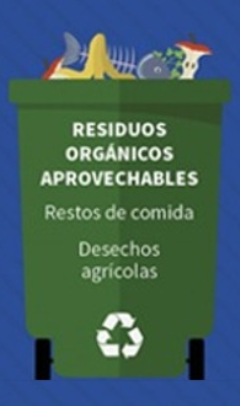 RESIDUOS
ORGÁNICOS
APROVECHABLES
Restos de comida
Desechos
agrícolas